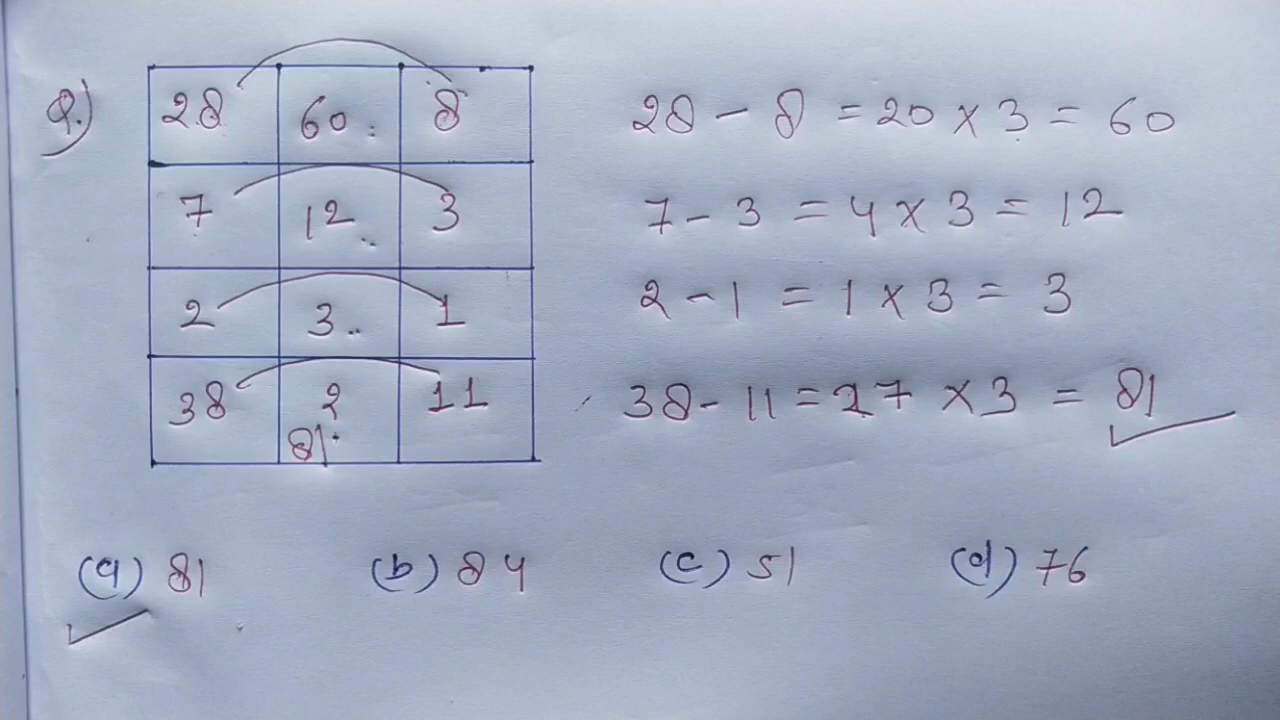 Q.) 28 60 8 28 - 8 = 20 x 3 = 60
7 12 3 7 - 3 = 4 x 3 = 12
2 3 1 2 - 1 = 1 x 3 = 3
38 2 11 38 - 11 = 27 x 3 = 81
81
(a) 81 (b) 84 (c) 51 (d) 76